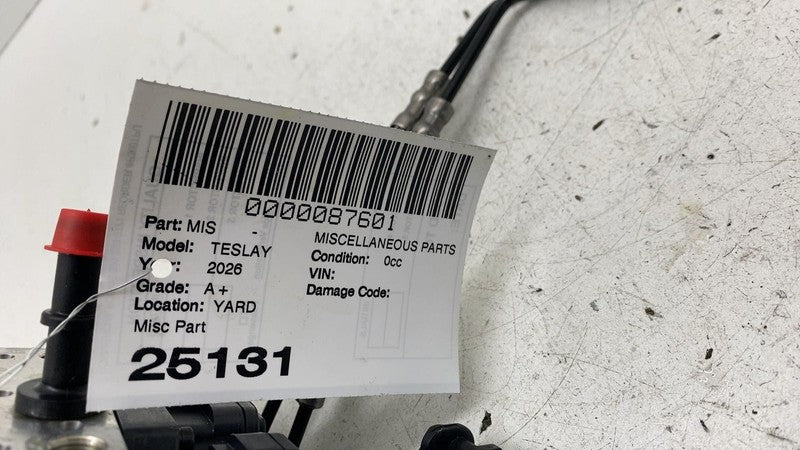 0000087601
Part: MIS - MISCELLANEOUS PARTS
Model: TESLAY Condition: 0cc
Year: 2026 VIN:
Grade: A+ Damage Code:
Location: YARD
Misc Part
25131